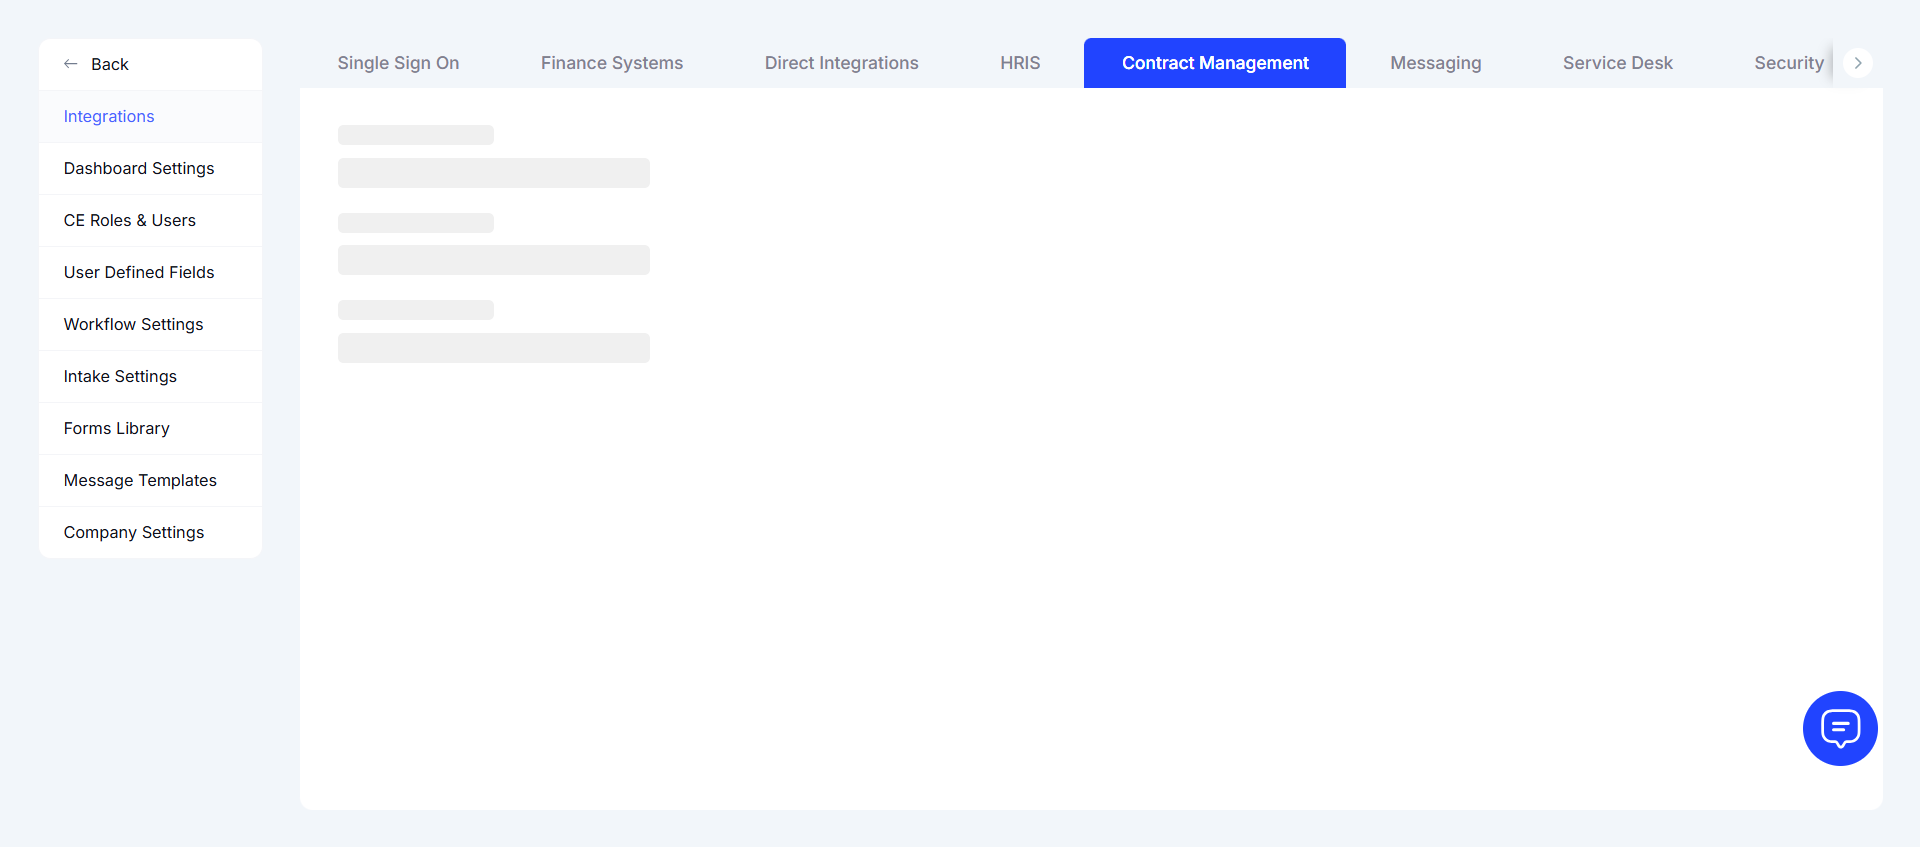 Back
Integrations
Dashboard Settings
CE Roles & Users
User Defined Fields
Workflow Settings
Intake Settings
Forms Library
Message Templates
Company Settings
Single Sign On
Finance Systems
Direct Integrations
HRIS
Contract Management
Messaging
Service Desk
Security